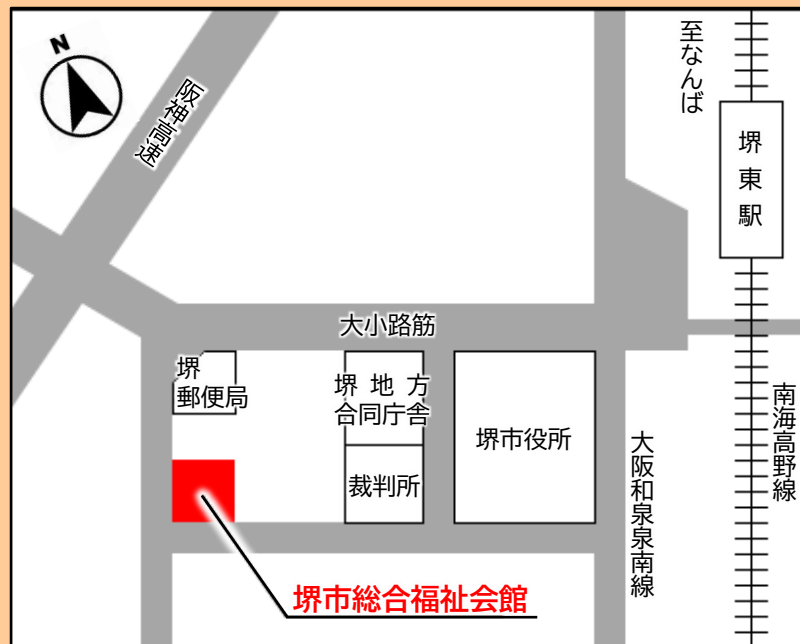 N
阪神高速
至なんば
堺東駅
大小路筋
堺
郵便局
堺地方
合同庁舎
裁判所
堺市役所
大阪和泉泉南線
南海高野線
堺市総合福祉会館